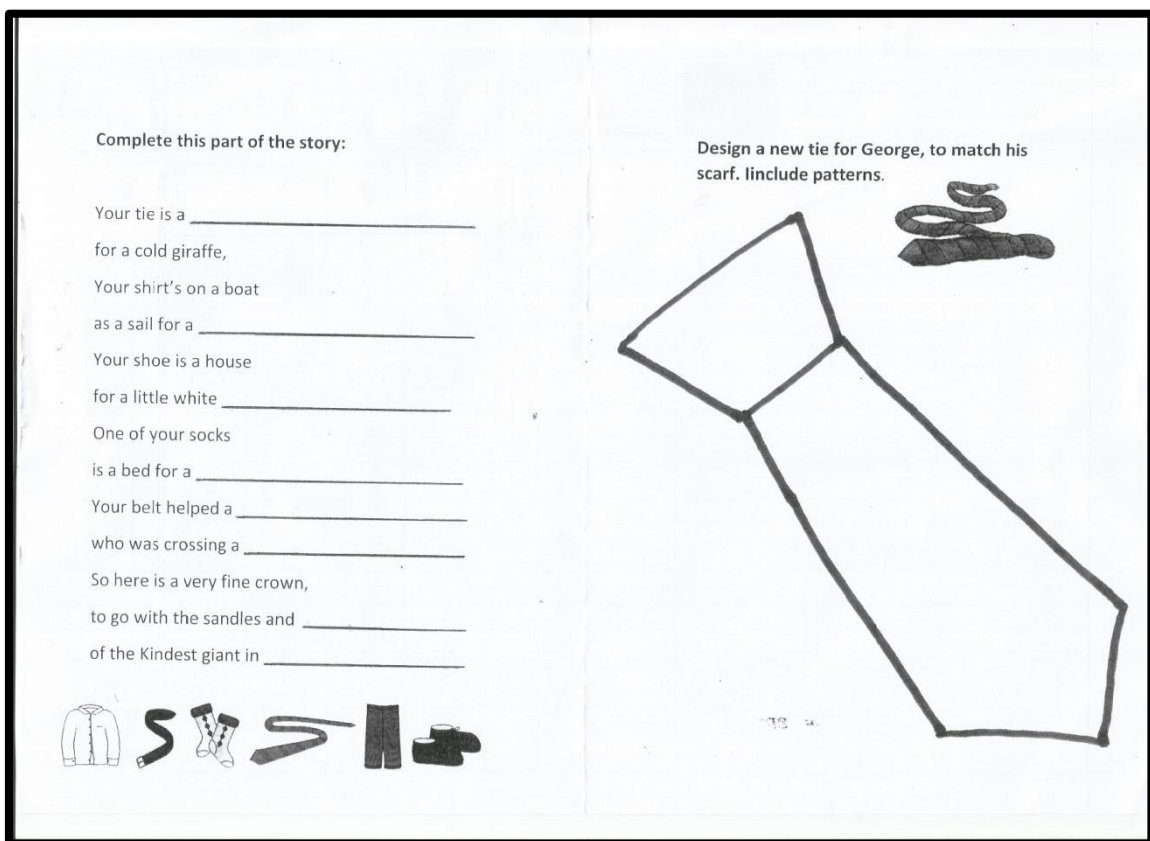 Complete this part of the story:
Your tie is a
for a cold giraffe,
Your shirt's on a boat
as a sail for a
Your shoe is a house
for a little white
One of your socks
is a bed for a
Your belt helped a
who was crossing a
So here is a very fine crown,
to go with the sandles and
of the Kindest giant in
Design a new tie for George, to match his
scarf. Iinclude patterns.